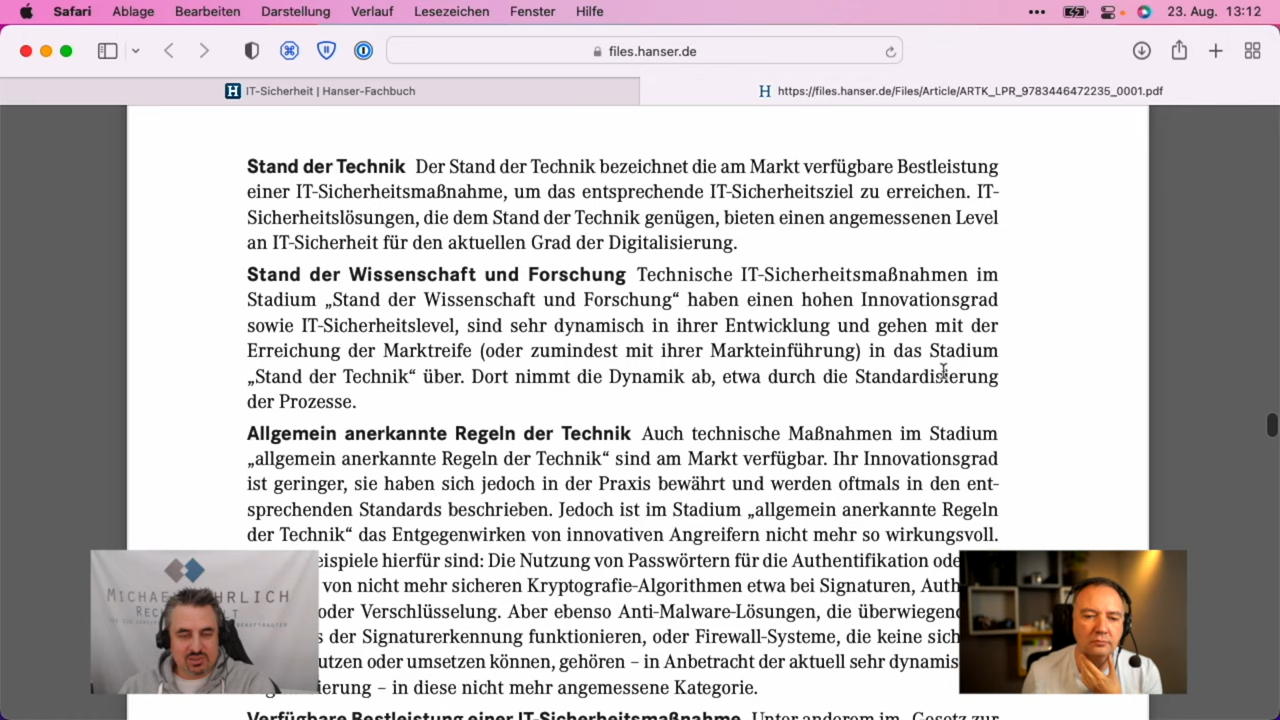 Safari Ablage Bearbeiten Darstellung Verlauf Lesezeichen Fenster Hilfe 23. Aug. 13:12
files.hanser.de
IT-Sicherheit | Hanser-Fachbuch
https://files.hanser.de/Files/Article/ARTK_LPR_9783446472235_0001.pdf
Stand der Technik Der Stand der Technik bezeichnet die am Markt verfügbare Bestleistung
einer IT-Sicherheitsmaßnahme, um das entsprechende IT-Sicherheitsziel zu erreichen. IT-
Sicherheitslösungen, die dem Stand der Technik genügen, bieten einen angemessenen Level
an IT-Sicherheit für den aktuellen Grad der Digitalisierung.
Stand der Wissenschaft und Forschung Technische IT-Sicherheitsmaßnahmen im
Stadium „Stand der Wissenschaft und Forschung“ haben einen hohen Innovationsgrad
sowie IT-Sicherheitslevel, sind sehr dynamisch in ihrer Entwicklung und gehen mit der
Erreichung der Marktreife (oder zumindest mit ihrer Markteinführung) in das Stadium
„Stand der Technik“ über. Dort nimmt die Dynamik ab, etwa durch die Standardisierung
der Prozesse.
Allgemein anerkannte Regeln der Technik Auch technische Maßnahmen im Stadium
„allgemein anerkannte Regeln der Technik“ sind am Markt verfügbar. Ihr Innovationsgrad
ist geringer, sie haben sich jedoch in der Praxis bewährt und werden oftmals in den ent-
sprechenden Standards beschrieben. Jedoch ist im Stadium „allgemein anerkannte Regeln
der Technik“ das Entgegenwirken von innovativen Angreifern nicht mehr so wirkungsvoll.
eispiele hierfür sind: Die Nutzung von Passwörtern für die Authentifikation ode
von nicht mehr sicheren Kryptografie-Algorithmen etwa bei Signaturen, Auth
oder Verschlüsselung. Aber ebenso Anti-Malware-Lösungen, die überwiegend
s der Signaturerkennung funktionieren, oder Firewall-Systeme, die keine sich
utzen oder umsetzen können, gehören – in Anbetracht der aktuell sehr dynamis
ierung – in diese nicht mehr angemessene Kategorie.
Verfügbare Bestleistung einer IT-Sicherheitsmaßnahme Unter anderem im „Gesetz zur
MICHAE HRLICH